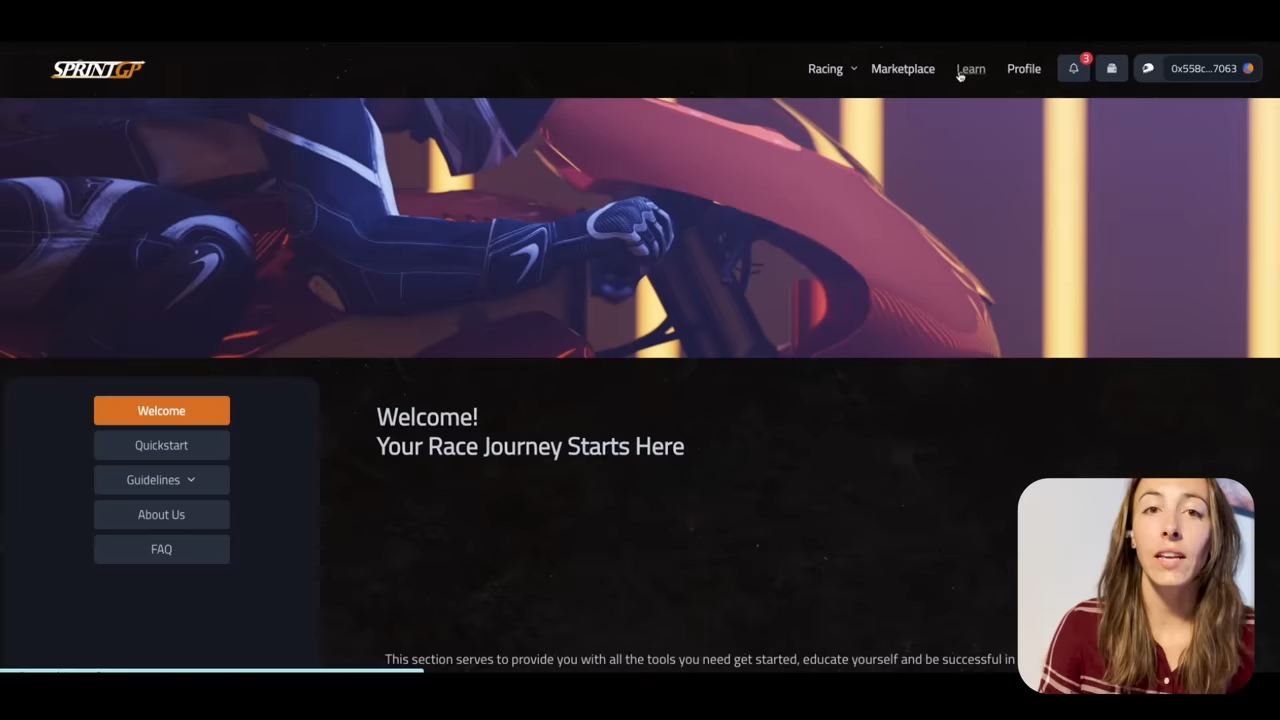 SPRINTGP
Racing
Marketplace
Learn
Profile
3
0x558c...7063
Welcome
Quickstart
Guidelines
About Us
FAQ
Welcome!
Your Race Journey Starts Here
This section serves to provide you with all the tools you need get started, educate yourself and be successful in